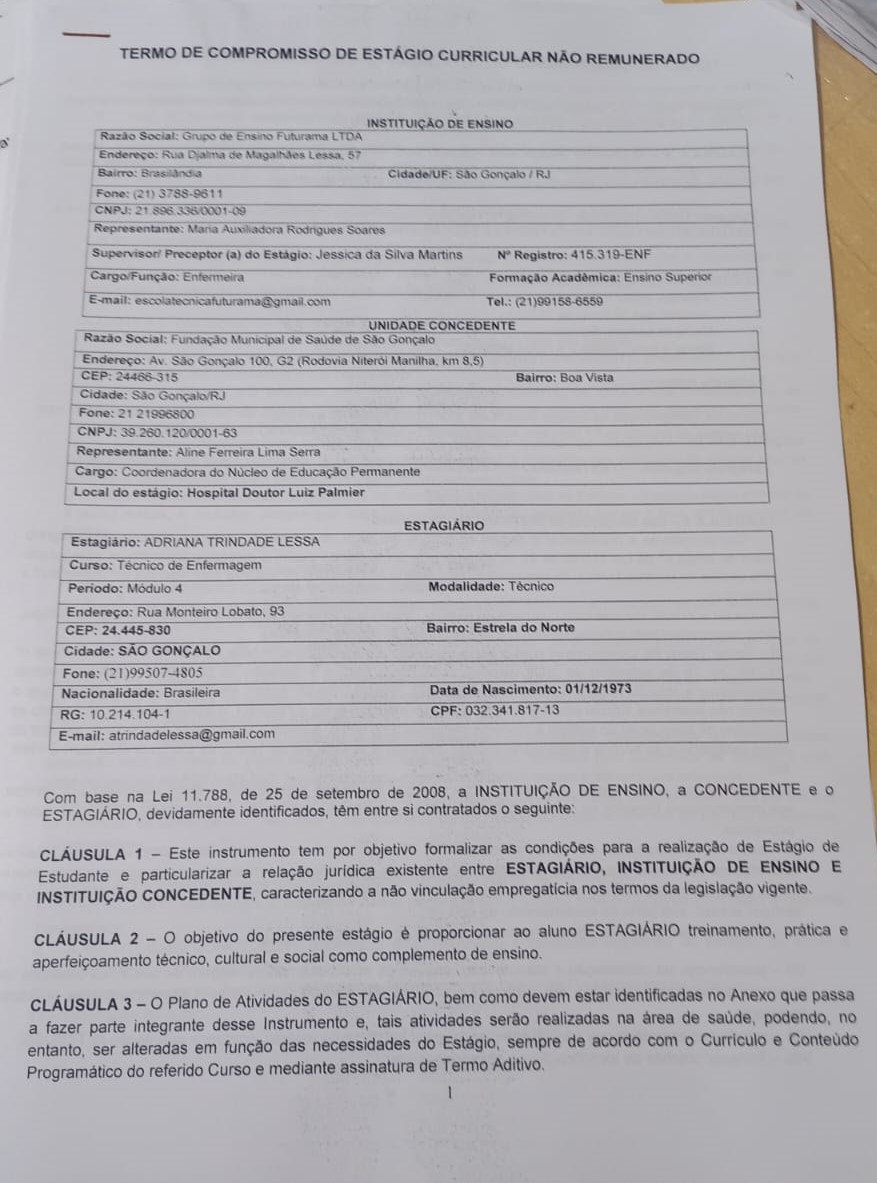 TERMO DE COMPROMISSO DE ESTÁGIO CURRICULAR NÃO REMUNERADO
INSTITUIÇÃO DE ENSINO
Razão Social: Grupo de Ensino Futurama LTDA
Endereço: Rua Djalma de Magalhães Lessa, 57
Bairro: Brasilândia Cidade/UF: São Gonçalo / RJ
Fone: (21) 3788-9611
CNPJ: 21.896.336/0001-09
Representante: Maria Auxiliadora Rodrigues Soares
Supervisor/ Preceptor (a) do Estágio: Jessica da Silva Martins Nº Registro: 415.319-ENF
Cargo/Função: Enfermeira Formação Acadêmica: Ensino Superior
E-mail: escolatecnicafuturama@gmail.com Tel.: (21)99158-6559
UNIDADE CONCEDENTE
Razão Social: Fundação Municipal de Saúde de São Gonçalo
Endereço: Av. São Gonçalo 100, G2 (Rodovia Niterói Manilha, km 8,5)
CEP: 24466-315 Bairro: Boa Vista
Cidade: São Gonçalo/RJ
Fone: 21 21996800
CNPJ: 39.260.120/0001-63
Representante: Aline Ferreira Lima Serra
Cargo: Coordenadora do Núcleo de Educação Permanente
Local do estágio: Hospital Doutor Luiz Palmier
ESTAGIÁRIO
Estagiário: ADRIANA TRINDADE LESSA
Curso: Técnico de Enfermagem
Período: Módulo 4 Modalidade: Técnico
Endereço: Rua Monteiro Lobato, 93
CEP: 24.445-830 Bairro: Estrela do Norte
Cidade: SÃO GONÇALO
Fone: (21)99507-4805
Nacionalidade: Brasileira Data de Nascimento: 01/12/1973
RG: 10.214.104-1 CPF: 032.341.817-13
E-mail: atrindadelessa@gmail.com
Com base na Lei 11.788, de 25 de setembro de 2008, a INSTITUIÇÃO DE ENSINO, a CONCEDENTE e o
ESTAGIÁRIO, devidamente identificados, têm entre si contratados o seguinte:
CLÁUSULA 1 – Este instrumento tem por objetivo formalizar as condições para a realização de Estágio de
Estudante e particularizar a relação jurídica existente entre ESTAGIÁRIO, INSTITUIÇÃO DE ENSINO E
INSTITUIÇÃO CONCEDENTE, caracterizando a não vinculação empregatícia nos termos da legislação vigente.
CLÁUSULA 2 – O objetivo do presente estágio é proporcionar ao aluno ESTAGIÁRIO treinamento, prática e
aperfeiçoamento técnico, cultural e social como complemento de ensino.
CLÁUSULA 3 – O Plano de Atividades do ESTAGIÁRIO, bem como devem estar identificadas no Anexo que passa
a fazer parte integrante desse Instrumento e, tais atividades serão realizadas na área de saúde, podendo, no
entanto, ser alteradas em função das necessidades do Estágio, sempre de acordo com o Currículo e Conteúdo
Programático do referido Curso e mediante assinatura de Termo Aditivo.
1